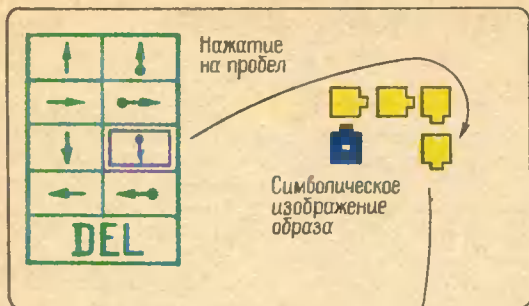 Нажатие
на пробел
Символическое
изображение
образа
DEL